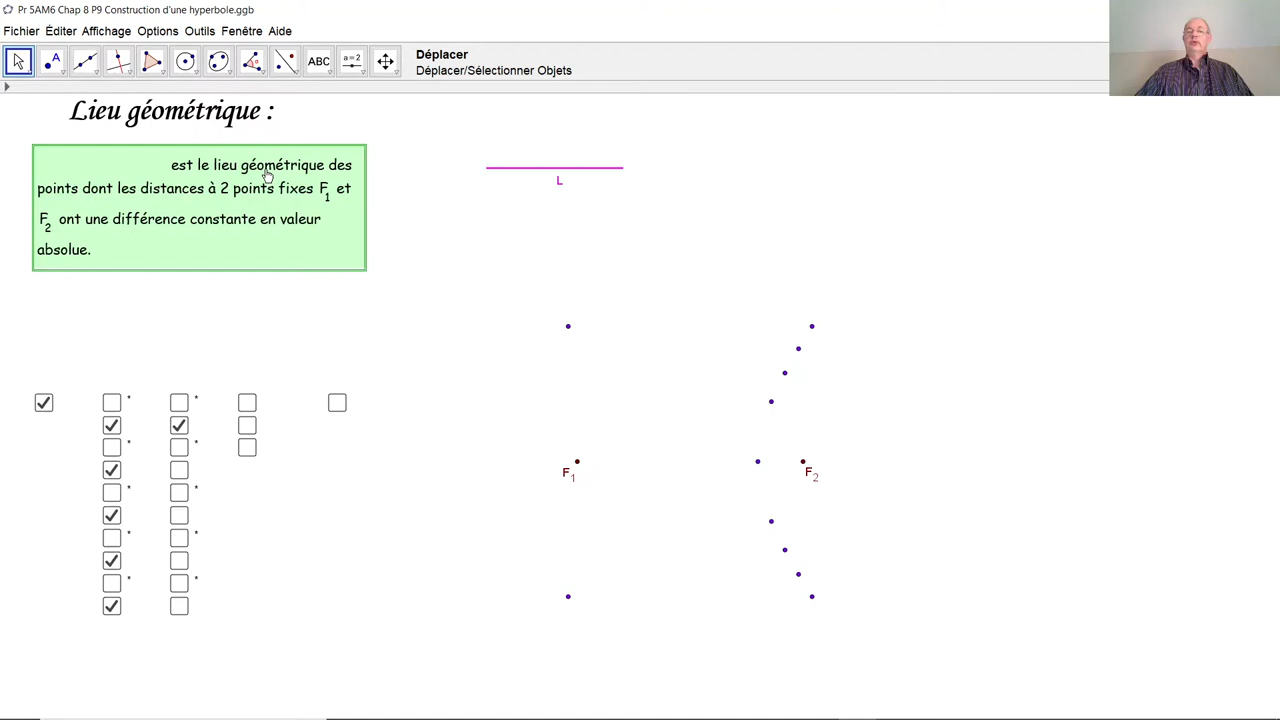 Pr 5AM6 Chap 8 P9 Construction d'une hyperbole.ggb
Fichier Éditer Affichage Options Outils Fenêtre Aide
A
ABC
a=2
Déplacer
Déplacer/Sélectionner Objets
Lieu géométrique :
est le lieu géométrique des
points dont les distances à 2 points fixes F1 et
F2 ont une différence constante en valeur
absolue.
L
* *
* *
* *
* *
* *
F1
F2